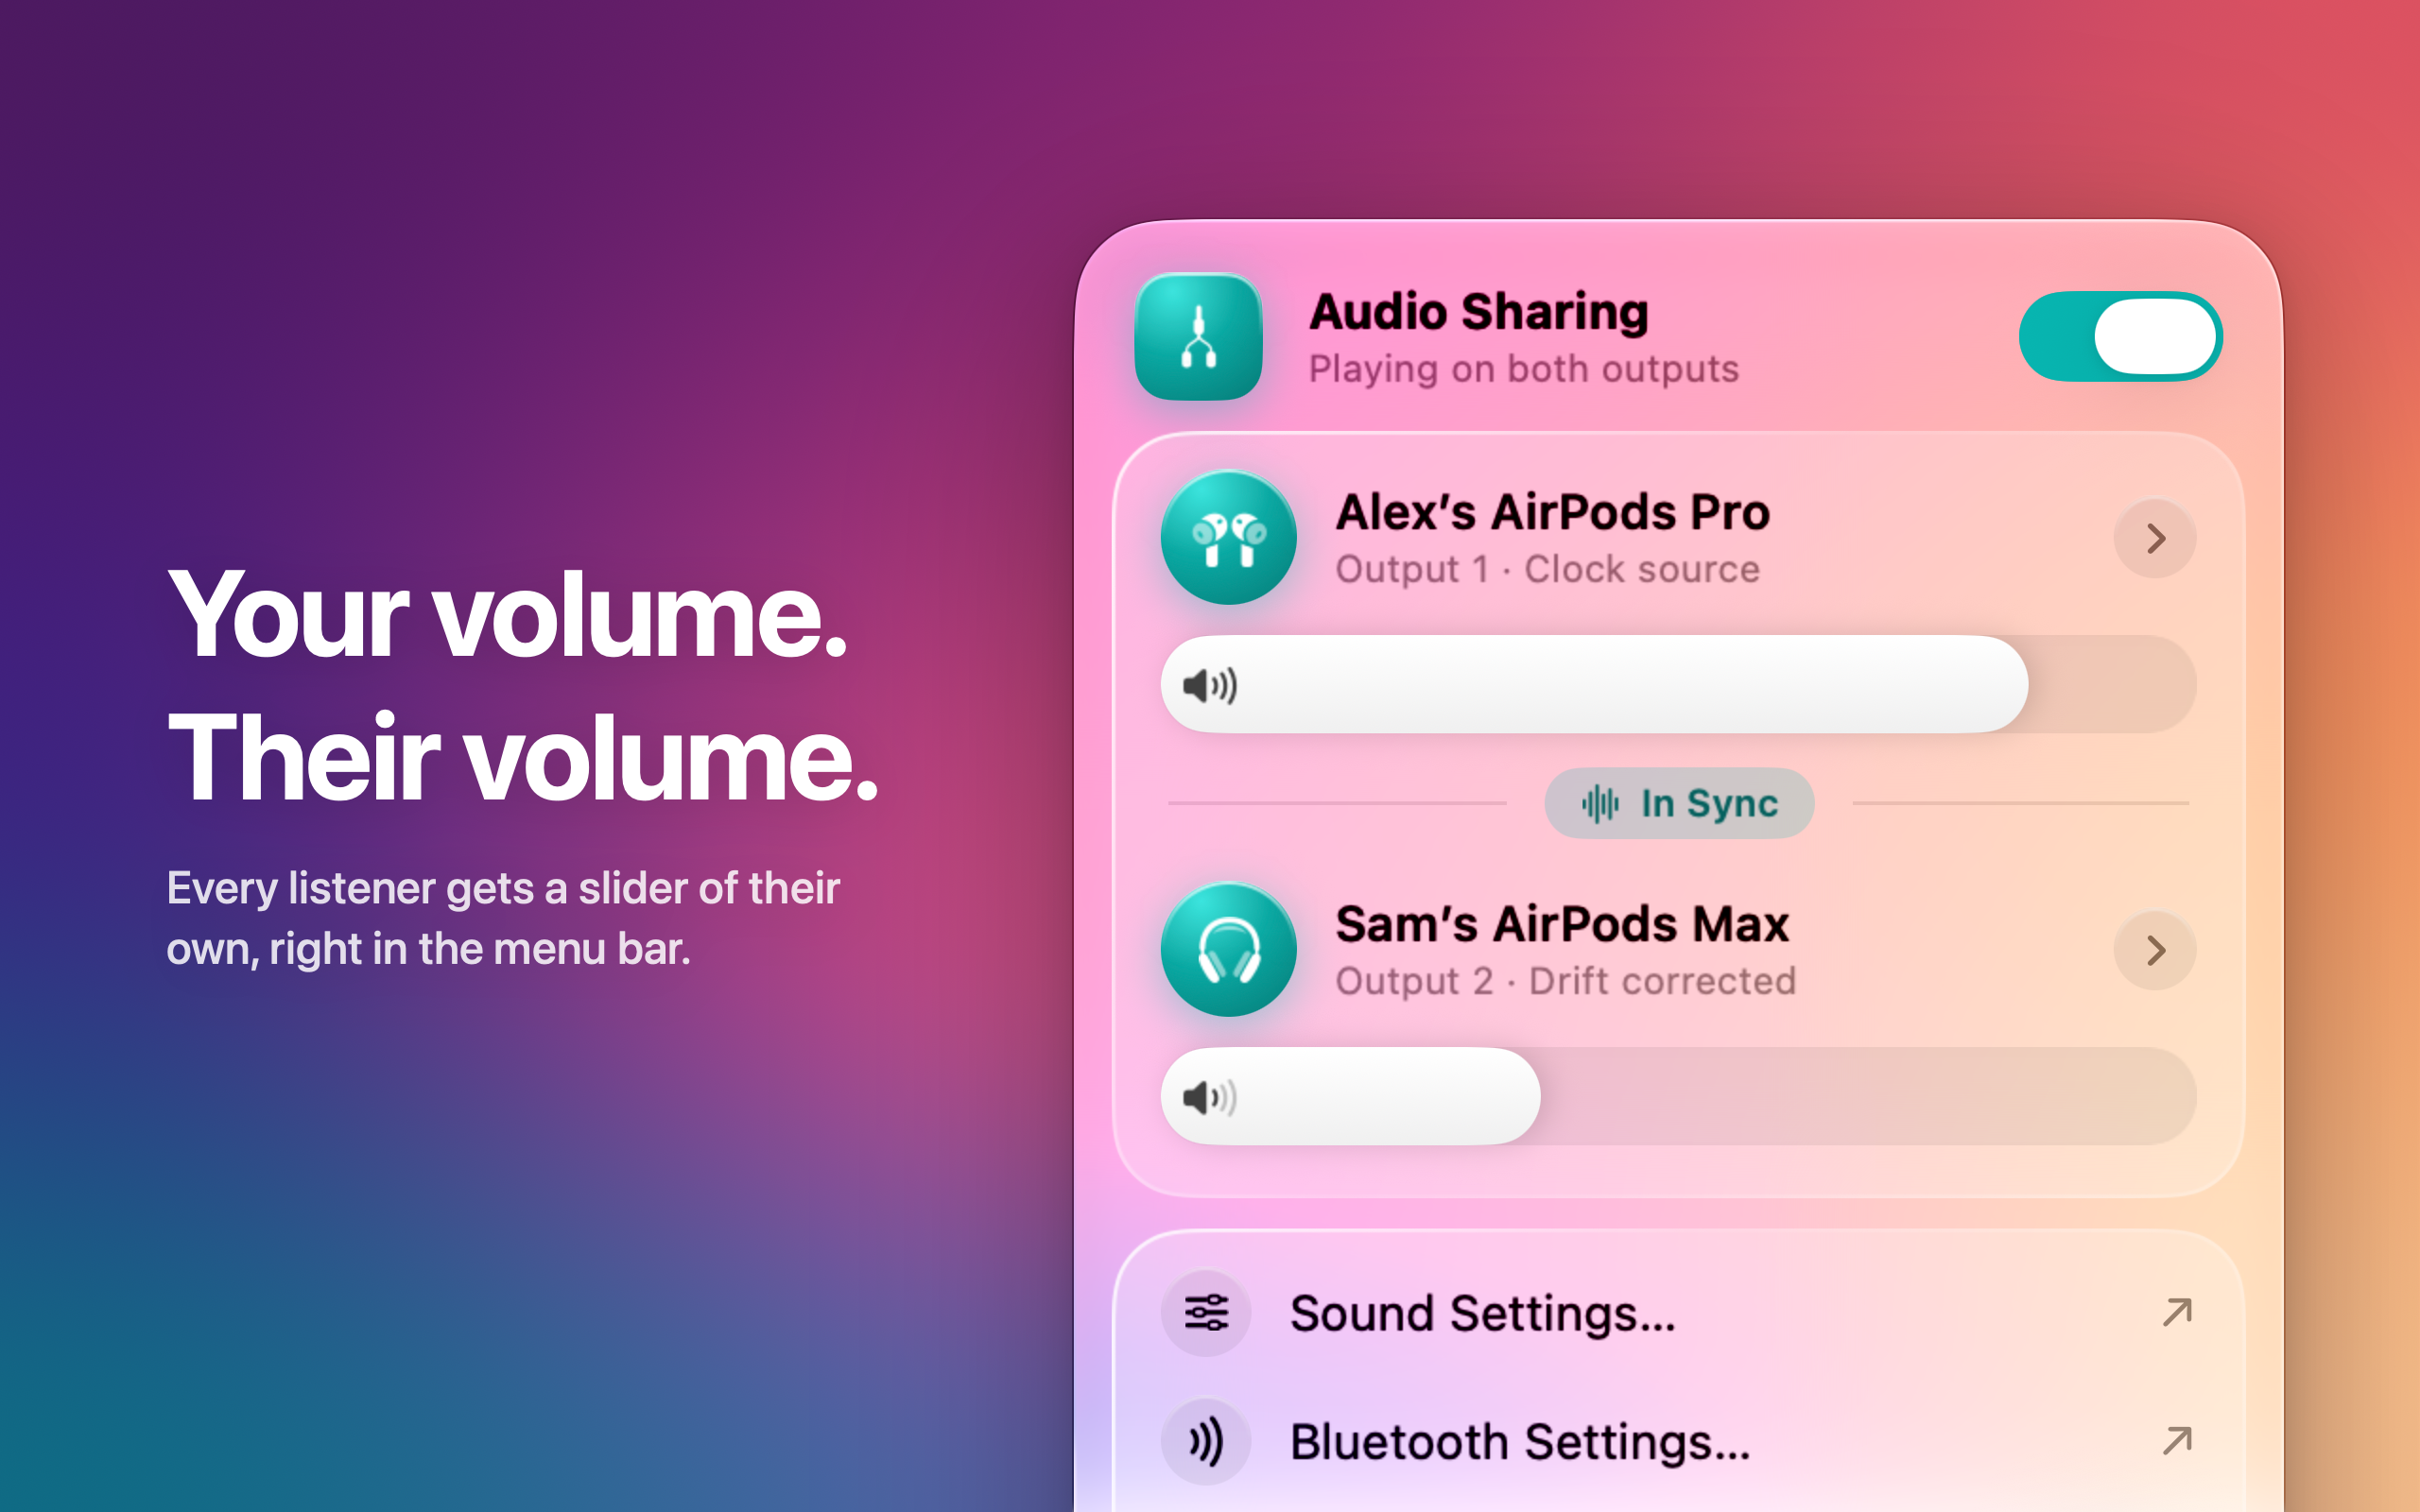 Your volume.
Their volume.
Every listener gets a slider of their
own, right in the menu bar.
Audio Sharing
Playing on both outputs
Alex’s AirPods Pro
Output 1 · Clock source
In Sync
Sam’s AirPods Max
Output 2 · Drift corrected
Sound Settings...
Bluetooth Settings...